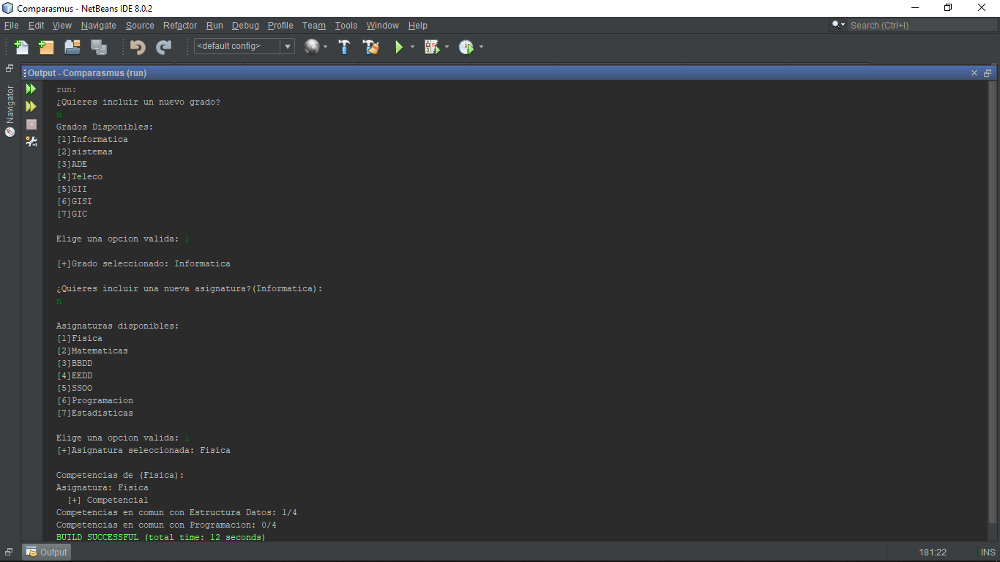 Comparasmus - NetBeans IDE 8.0.2
File Edit View Navigate Source Refactor Run Debug Profile Team Tools Window Help
Search (Ctrl+I)
<default config>
Output - Comparasmus (run)
Navigator
run:
¿Quieres incluir un nuevo grado?
n
Grados Disponibles:
[1]Informatica
[2]sistemas
[3]ADE
[4]Teleco
[5]GII
[6]GISI
[7]GIC
Elige una opcion valida: 1
[+]Grado seleccionado: Informatica
¿Quieres incluir una nueva asignatura?(Informatica):
n
Asignaturas disponibles:
[1]Fisica
[2]Matematicas
[3]BBDD
[4]EEDD
[5]SSOO
[6]Programacion
[7]Estadisticas
Elige una opcion valida: 1
[+]Asignatura seleccionada: Fisica
Competencias de (Fisica):
Asignatura: Fisica
[+] Competencia1
Competencias en comun con Estructura Datos: 1/4
Competencias en comun con Programacion: 0/4
BUILD SUCCESSFUL (total time: 12 seconds)
Output
181:22 INS